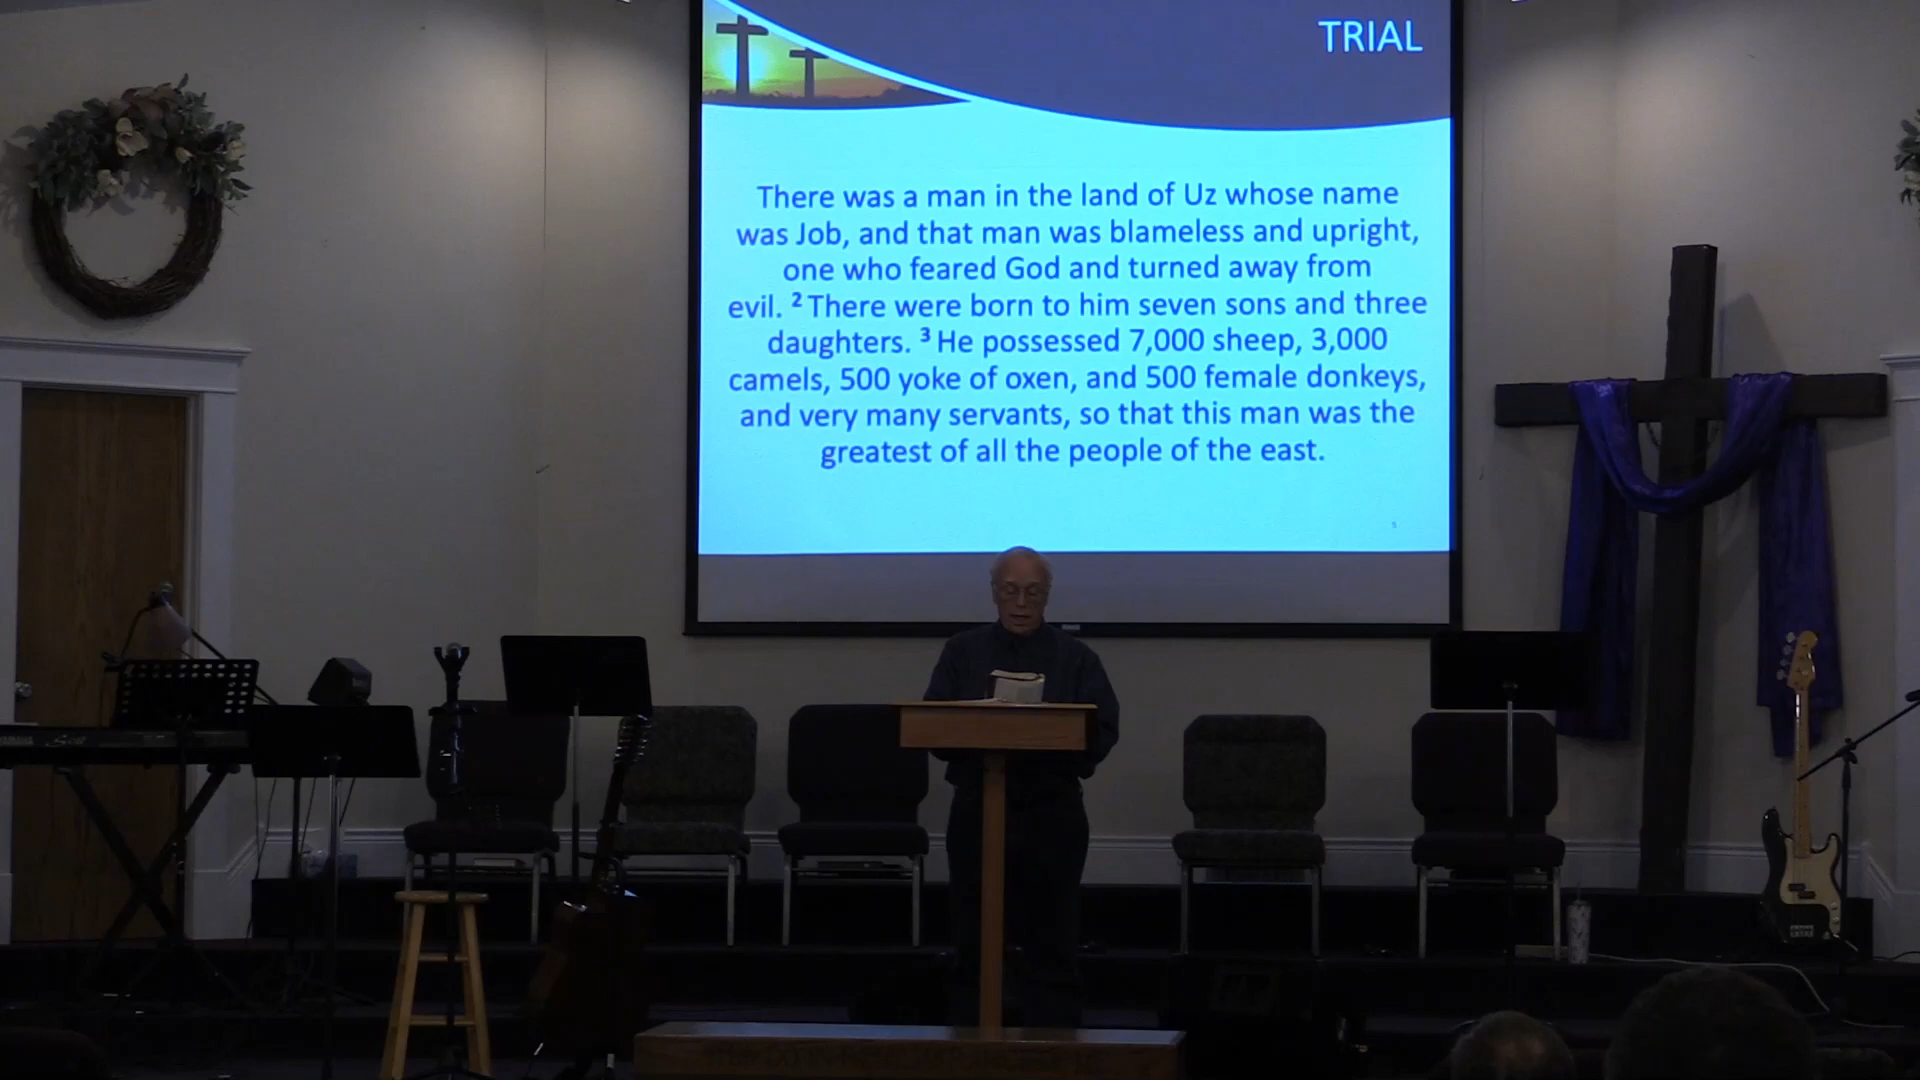 TRIAL
There was a man in the land of Uz whose name
was Job, and that man was blameless and upright,
one who feared God and turned away from
evil. ² There were born to him seven sons and three
daughters. ³ He possessed 7,000 sheep, 3,000
camels, 500 yoke of oxen, and 500 female donkeys,
and very many servants, so that this man was the
greatest of all the people of the east.
5
YAMAHA